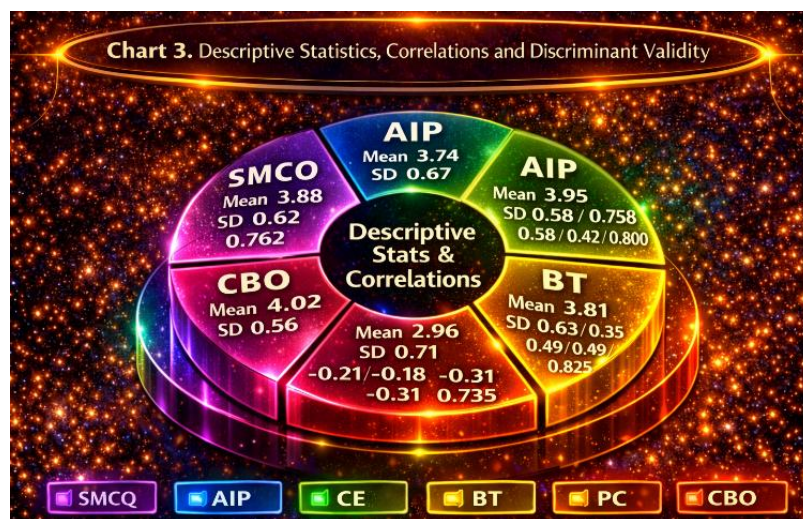 Chart 3. Descriptive Statistics, Correlations and Discriminant Validity
AIP
Mean 3.74
SD 0.67
SMCO
Mean 3.88
SD 0.62
0.762
AIP
Mean 3.95
SD 0.58 / 0.758
0.58 / 0.42 / 0.800
Descriptive
Stats &
Correlations
CBO
Mean 4.02
SD 0.56
BT
Mean 3.81
SD 0.63/0.35
0.49/0.49/
0.825
Mean 2.96
SD 0.71
-0.21/-0.18 -0.31
-0.31 0.735
SMCQ AIP CE BT PC CBO